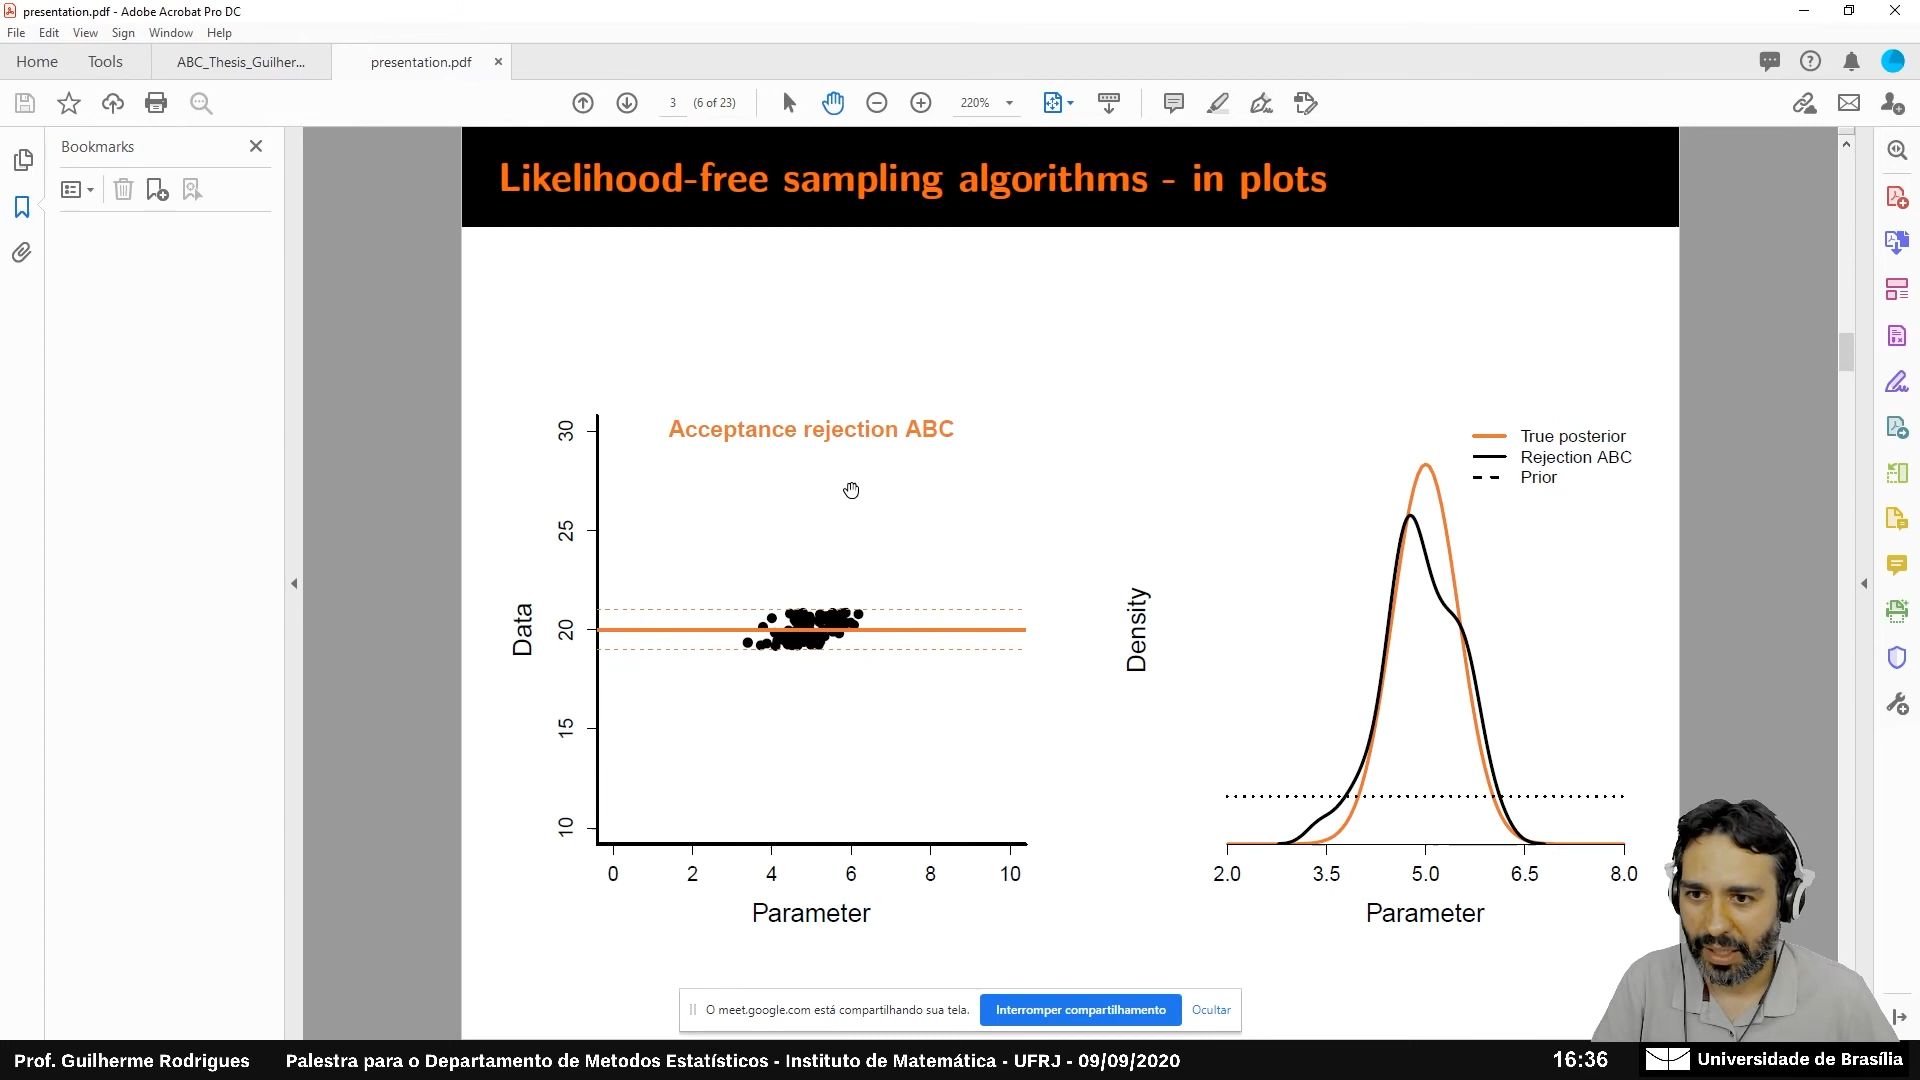 presentation.pdf - Adobe Acrobat Pro DC
File Edit View Sign Window Help
Home Tools ABC_Thesis_Guilher... presentation.pdf
3 (6 of 23) 220%
Bookmarks
Likelihood-free sampling algorithms - in plots
Acceptance rejection ABC
Data
30
25
20
15
10
0 2 4 6 8 10
Parameter
True posterior
Rejection ABC
Prior
Density
2.0 3.5 5.0 6.5 8.0
Parameter
O meet.google.com está compartilhando sua tela. Interromper compartilhamento Ocultar
Prof. Guilherme Rodrigues Palestra para o Departamento de Metodos Estatísticos - Instituto de Matemática - UFRJ - 09/09/2020 16:36 Universidade de Brasília